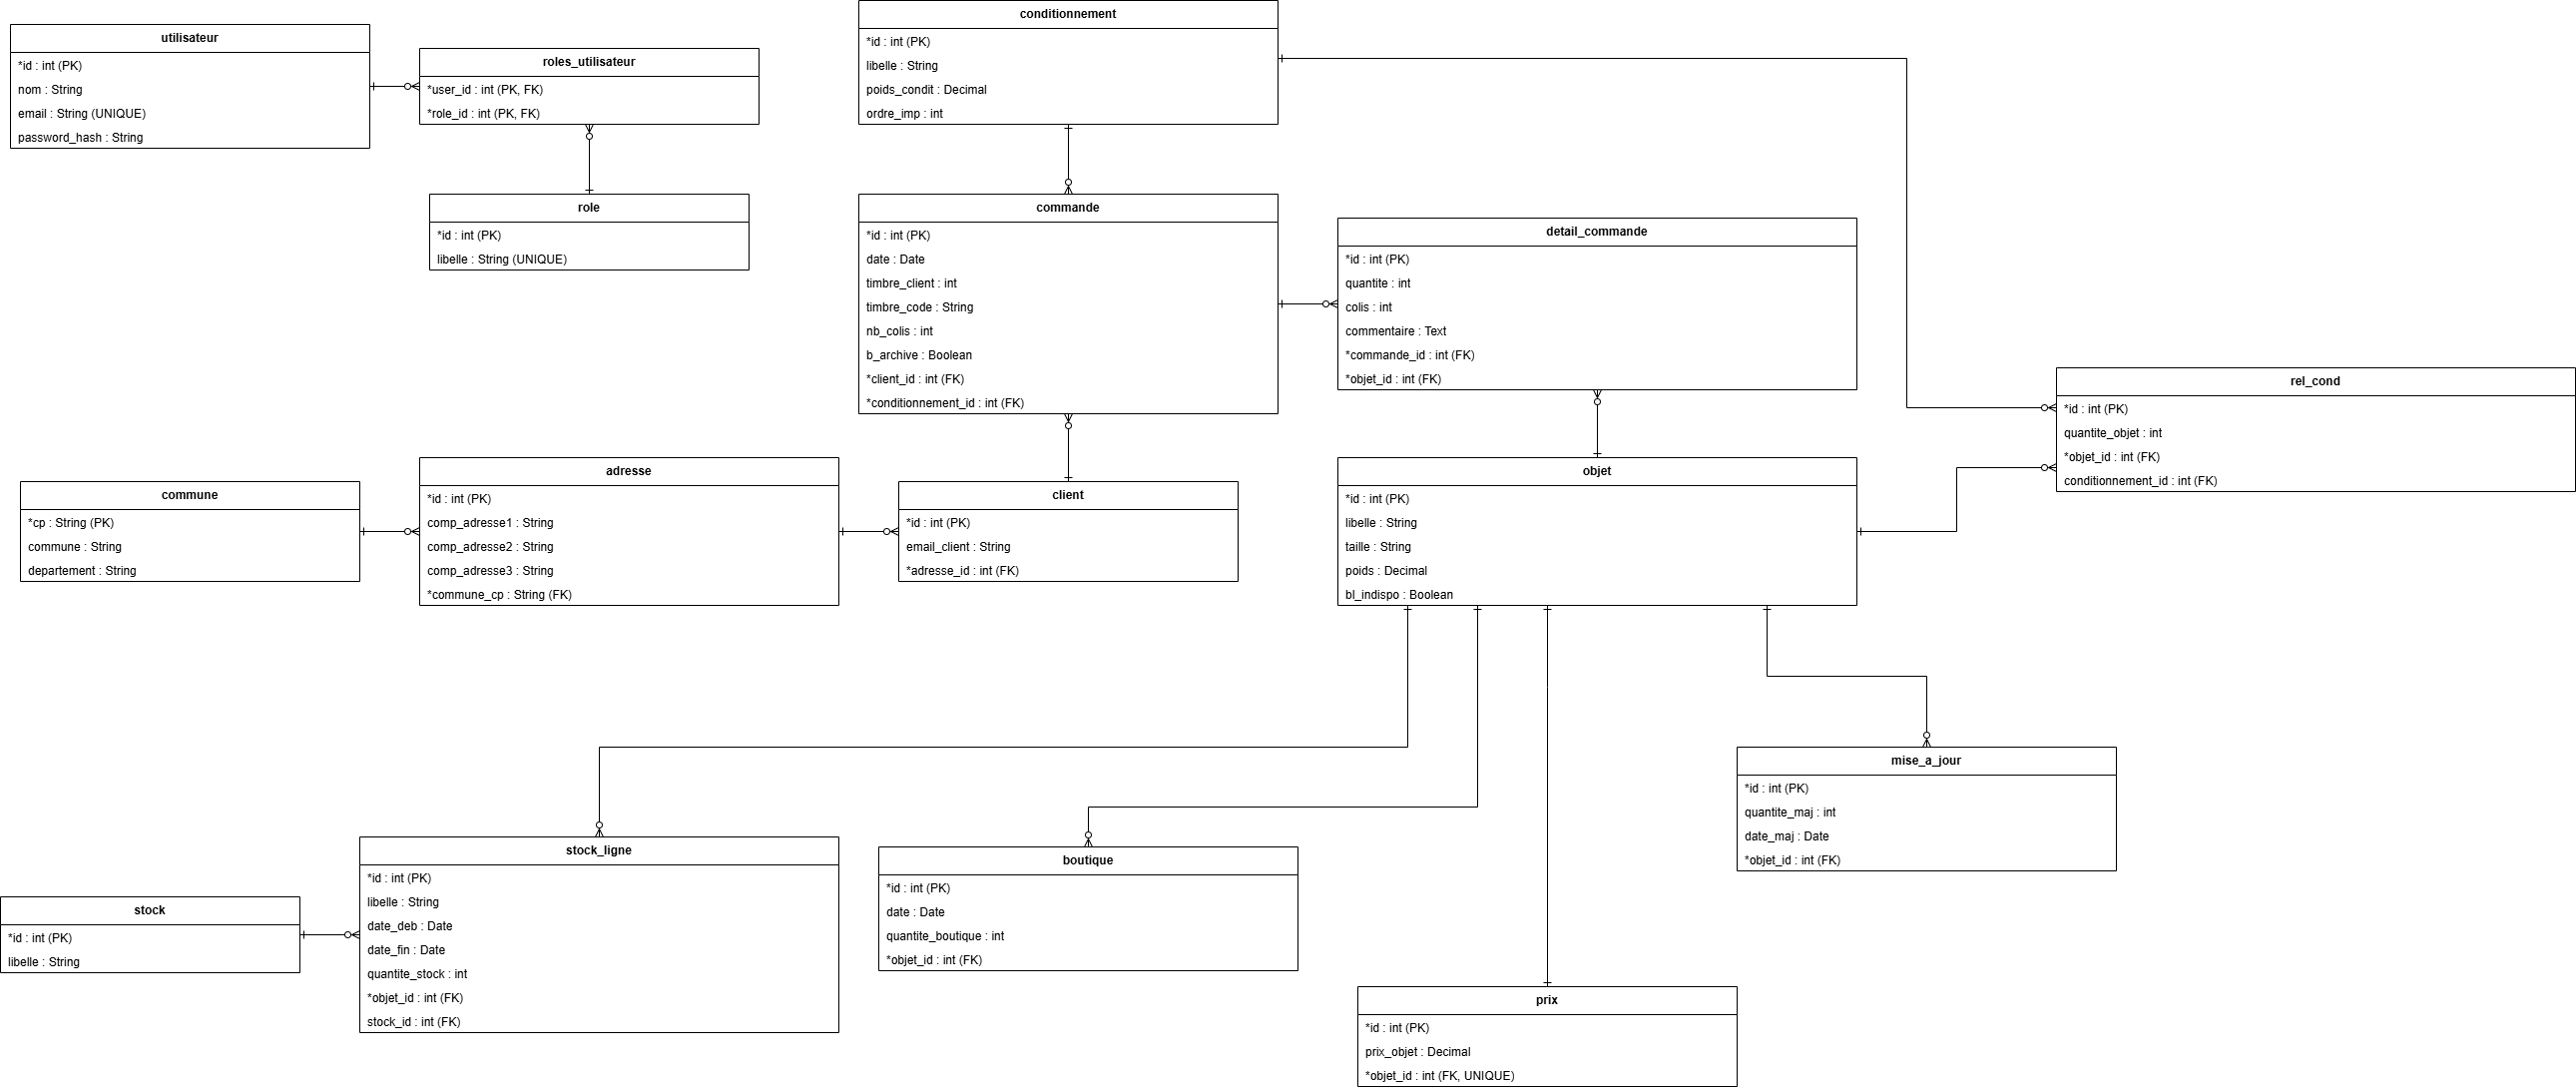 utilisateur
*id : int (PK)
nom : String
email : String (UNIQUE)
password_hash : String
roles_utilisateur
*user_id : int (PK, FK)
*role_id : int (PK, FK)
role
*id : int (PK)
libelle : String (UNIQUE)
conditionnement
*id : int (PK)
libelle : String
poids_condit : Decimal
ordre_imp : int
commande
*id : int (PK)
date : Date
timbre_client : int
timbre_code : String
nb_colis : int
b_archive : Boolean
*client_id : int (FK)
*conditionnement_id : int (FK)
detail_commande
*id : int (PK)
quantite : int
colis : int
commentaire : Text
*commande_id : int (FK)
*objet_id : int (FK)
rel_cond
*id : int (PK)
quantite_objet : int
*objet_id : int (FK)
conditionnement_id : int (FK)
commune
*cp : String (PK)
commune : String
departement : String
adresse
*id : int (PK)
comp_adresse1 : String
comp_adresse2 : String
comp_adresse3 : String
*commune_cp : String (FK)
client
*id : int (PK)
email_client : String
*adresse_id : int (FK)
objet
*id : int (PK)
libelle : String
taille : String
poids : Decimal
bl_indispo : Boolean
mise_a_jour
*id : int (PK)
quantite_maj : int
date_maj : Date
*objet_id : int (FK)
stock
*id : int (PK)
libelle : String
stock_ligne
*id : int (PK)
libelle : String
date_deb : Date
date_fin : Date
quantite_stock : int
*objet_id : int (FK)
stock_id : int (FK)
boutique
*id : int (PK)
date : Date
quantite_boutique : int
*objet_id : int (FK)
prix
*id : int (PK)
prix_objet : Decimal
*objet_id : int (FK, UNIQUE)